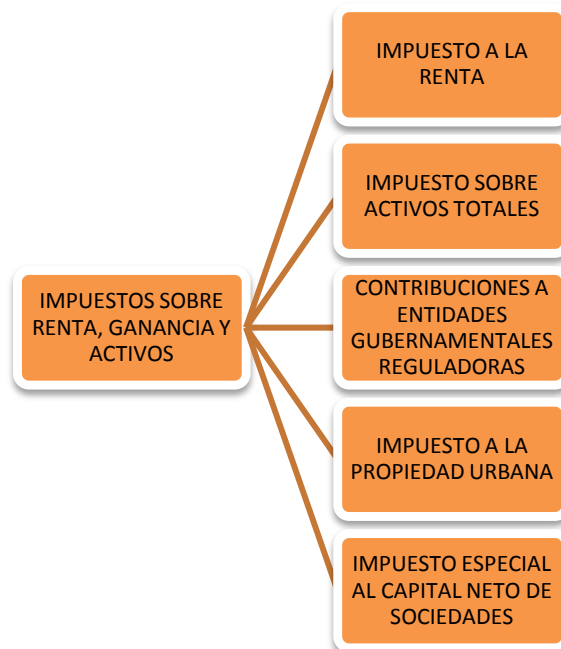 IMPUESTOS SOBRE
RENTA, GANANCIA Y
ACTIVOS
IMPUESTO A LA
RENTA
IMPUESTO SOBRE
ACTIVOS TOTALES
CONTRIBUCIONES A
ENTIDADES
GUBERNAMENTALES
REGULADORAS
IMPUESTO A LA
PROPIEDAD URBANA
IMPUESTO ESPECIAL
AL CAPITAL NETO DE
SOCIEDADES